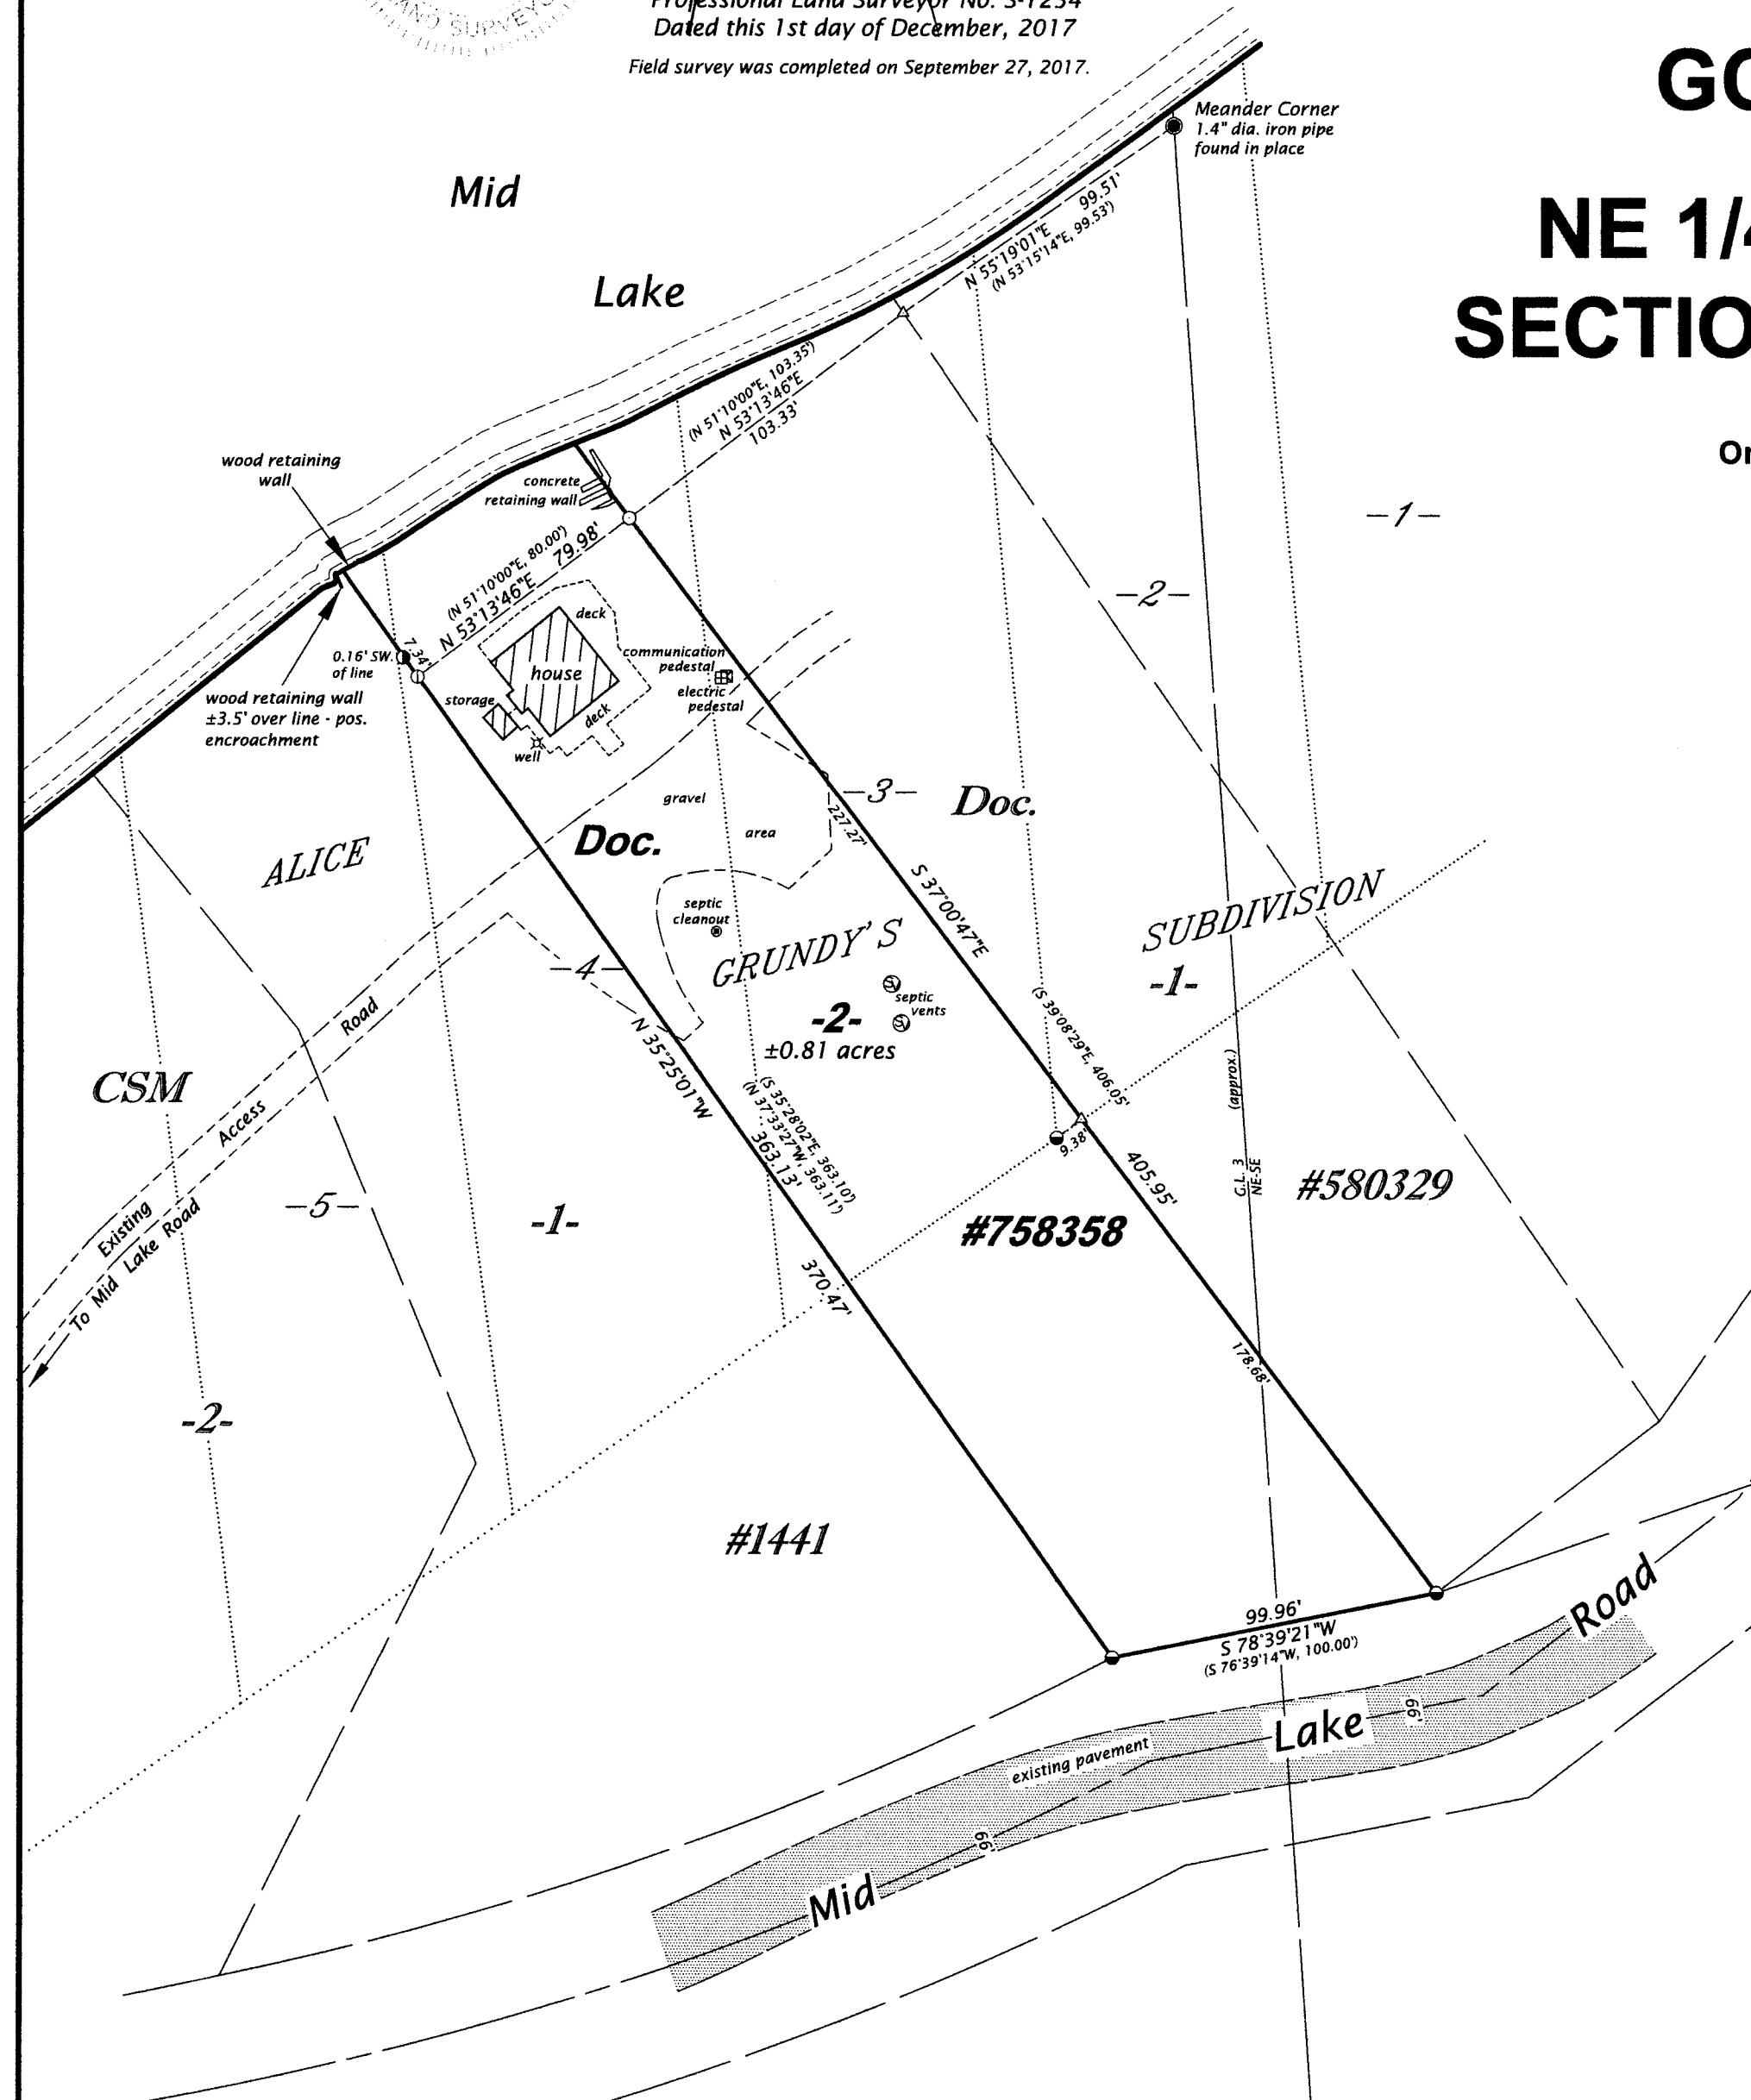 AND SURVEYS
Professional Land Surveyor No. S-1234
Dated this 1st day of December, 2017
Field survey was completed on September 27, 2017.
GO
NE 1/4
SECTIO
Or
Meander Corner
1.4" dia. iron pipe
found in place
Mid
Lake
99.51'
N 55°19'01"E
(N 53°15'14"E, 99.53')
(N 51°10'00"E, 103.35')
N 53°13'46"E
103.33'
wood retaining
wall
concrete
retaining wall
(N 51°10'00"E, 80.00')
N 53°13'46"E 79.98'
7.34'
0.16' SW.
of line
wood retaining wall
±3.5' over line - pos.
encroachment
deck
house
storage
deck
well
communication
pedestal
electric
pedestal
-1-
-2-
-3-
Doc.
gravel
area
227.27'
Doc.
ALICE
septic
cleanout
GRUNDY'S
SUBDIVISION
-1-
S 37°00'47"E
-4-
septic
vents
-2-
±0.81 acres
(S 39°08'29"E, 406.05'
Road
Access
Existing
To Mid Lake Road
CSM
N 35°25'01"W
(S 35°28'02"E, 363.10')
(N 37°33'27"W, 363.11')
363.13'
(approx.)
G.L. 3
NE-SE
9.38'
405.95'
#580329
-5-
-1-
#758358
370.47'
178.68'
-2-
#1441
99.96'
S 78°39'21"W
(S 76°39'14"W, 100.00')
Road
66'
Lake
existing pavement
66'
Mid